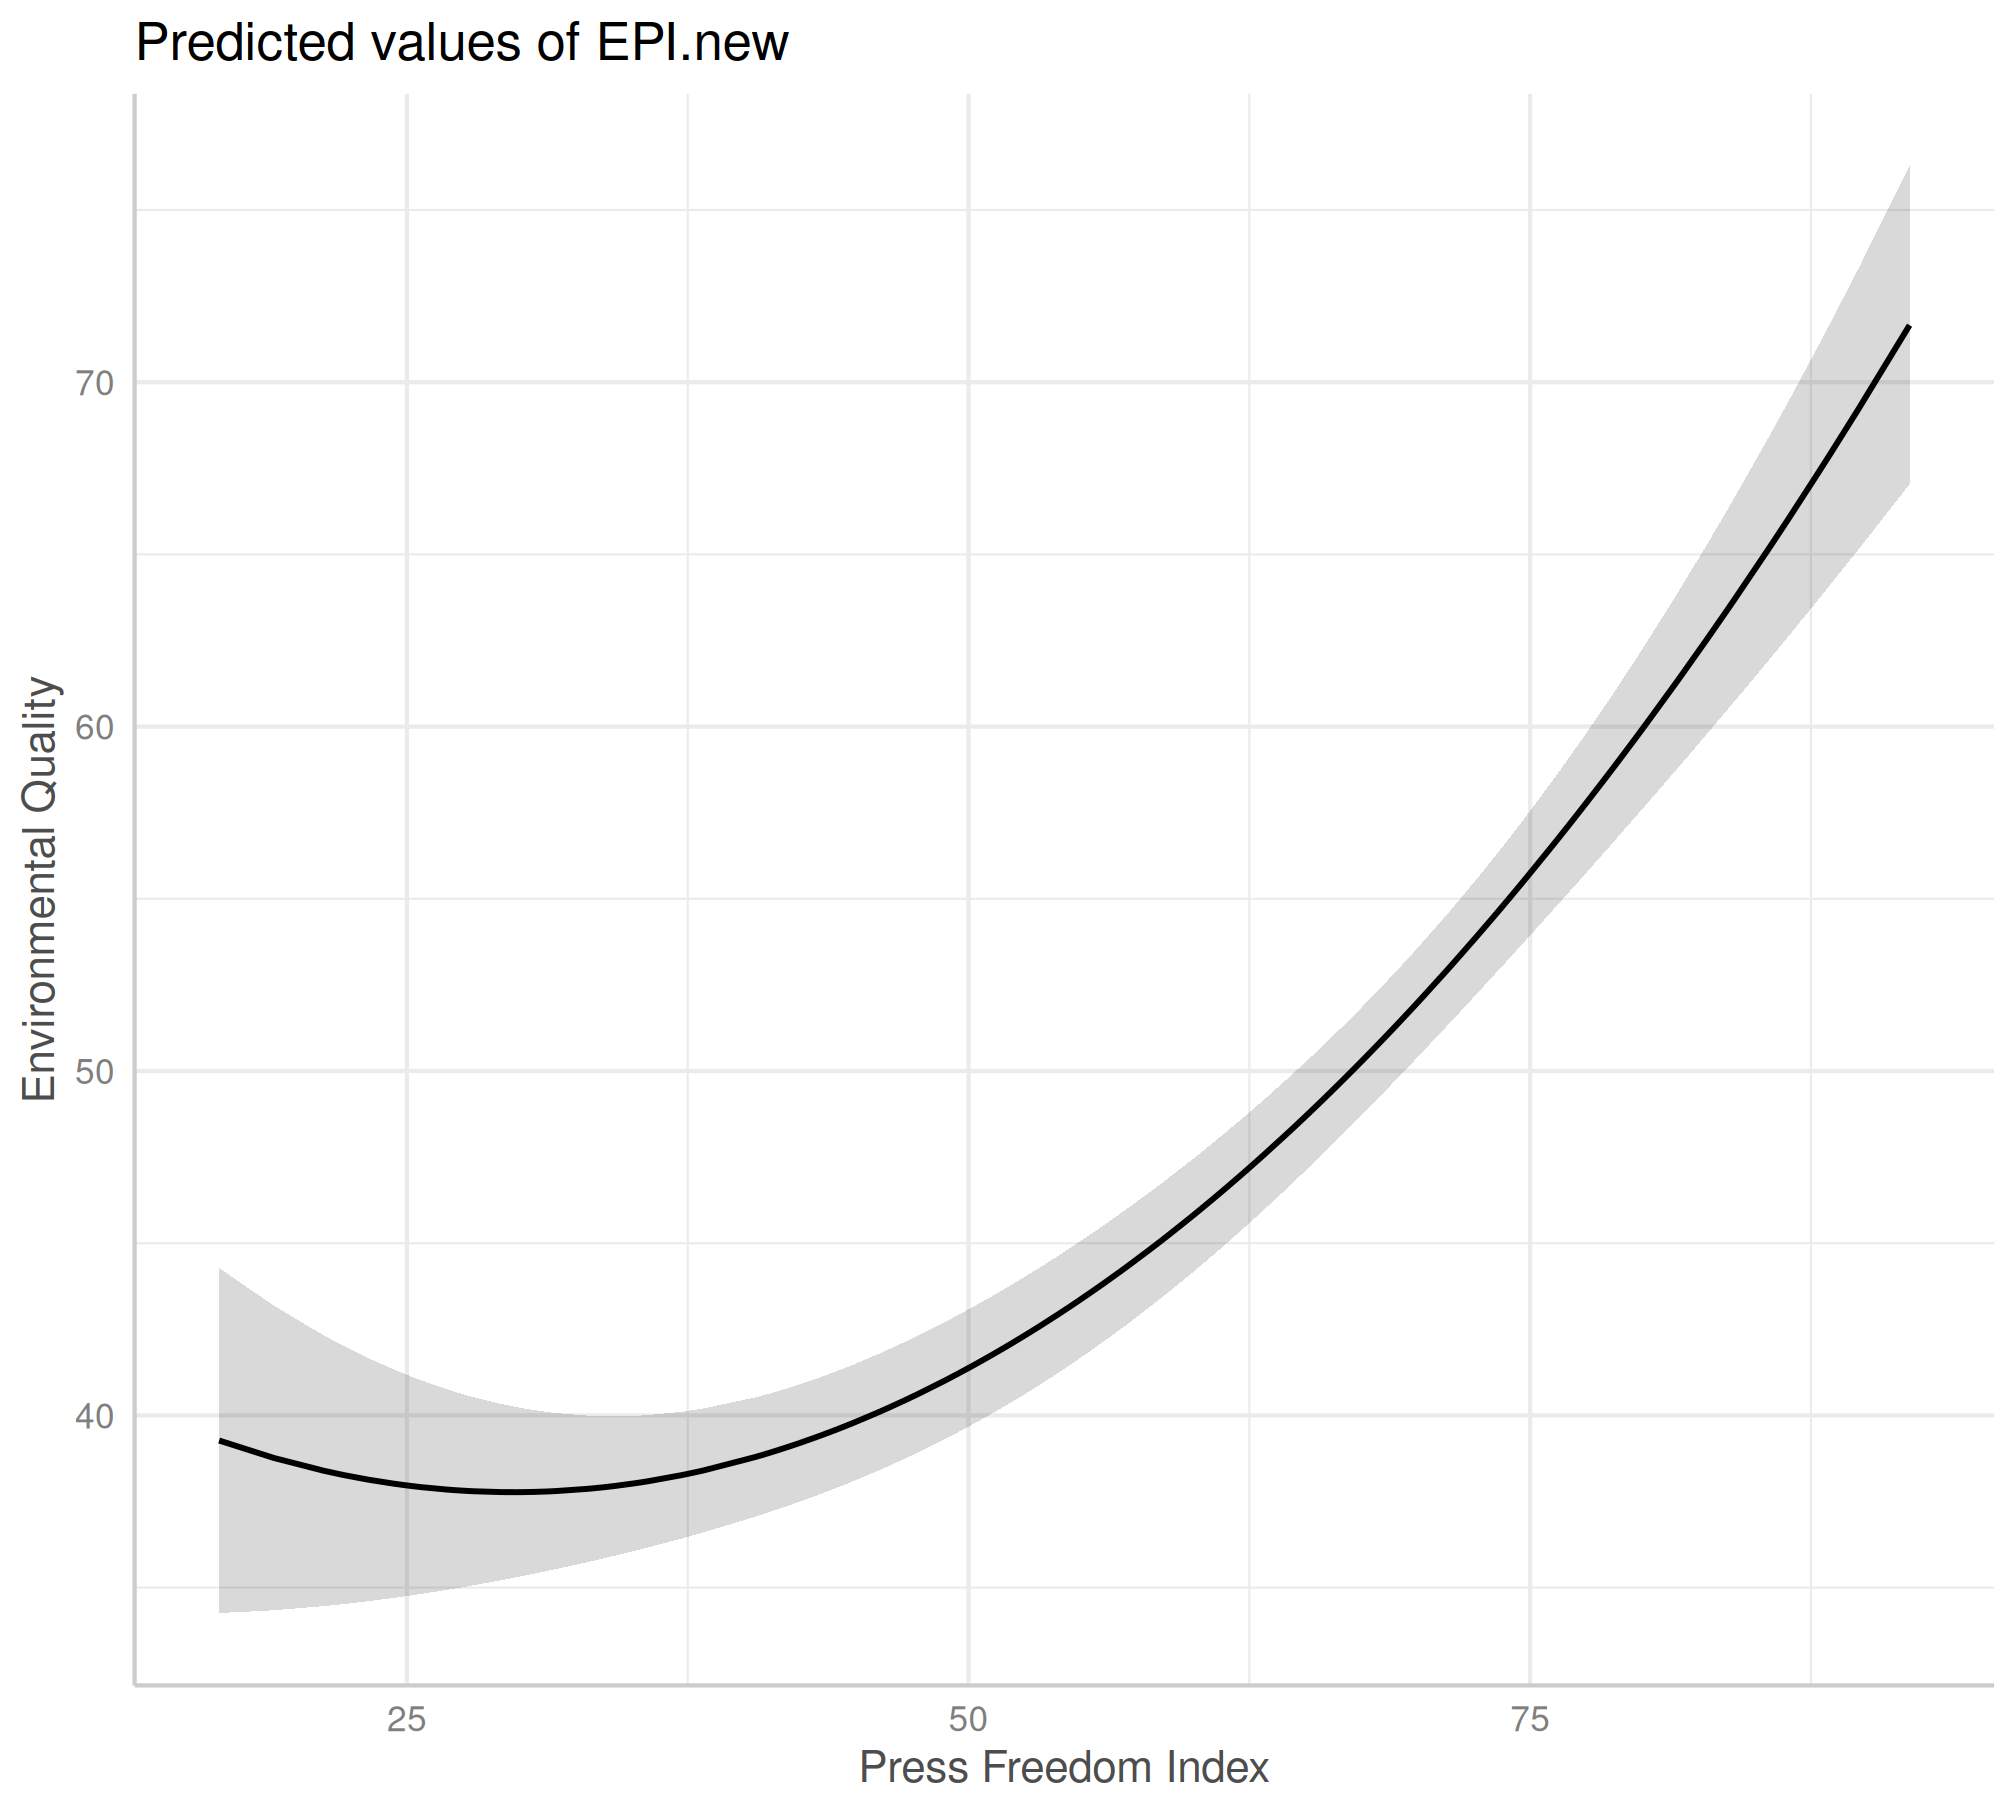 Predicted values of EPI.new
Environmental Quality
70
60
50
40
25 50 75
Press Freedom Index